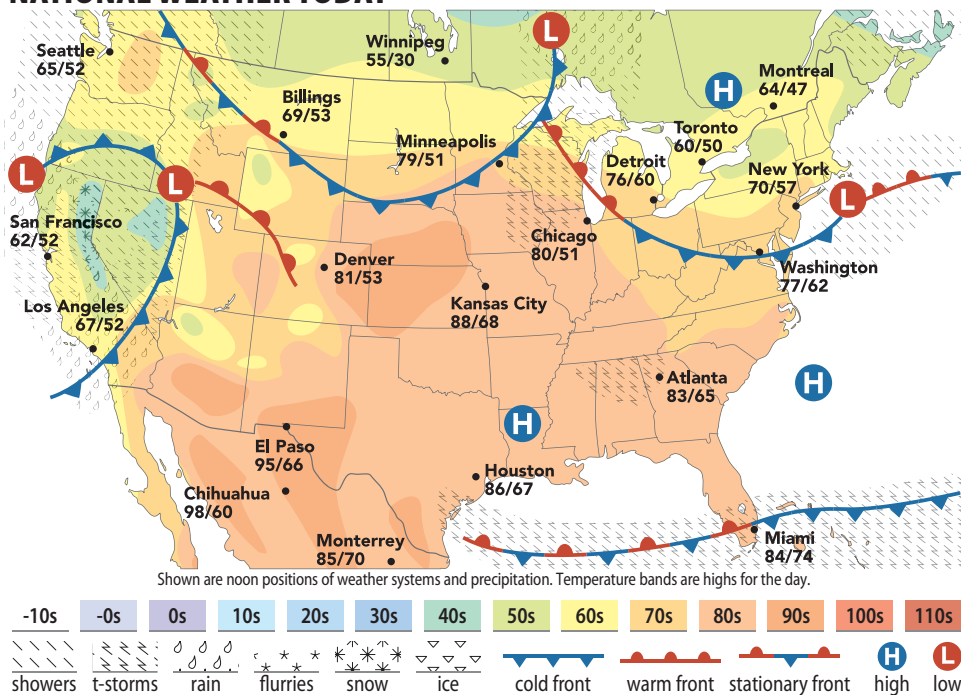 NATIONAL WEATHER TODAY
Seattle
65/52
Winnipeg
55/30
L
Billings
69/53
H
Montreal
64/47
Minneapolis
79/51
Toronto
60/50
Detroit
76/60
New York
70/57
L
L
L
San Francisco
62/52
Denver
81/53
Chicago
80/51
Washington
77/62
Los Angeles
67/52
Kansas City
88/68
H
Atlanta
83/65
H
El Paso
95/66
Houston
86/67
Chihuahua
98/60
Monterrey
85/70
Miami
84/74
Shown are noon positions of weather systems and precipitation. Temperature bands are highs for the day.
-10s -0s 0s 10s 20s 30s 40s 50s 60s 70s 80s 90s 100s 110s
H L
showers t-storms rain flurries snow ice cold front warm front stationary front high low